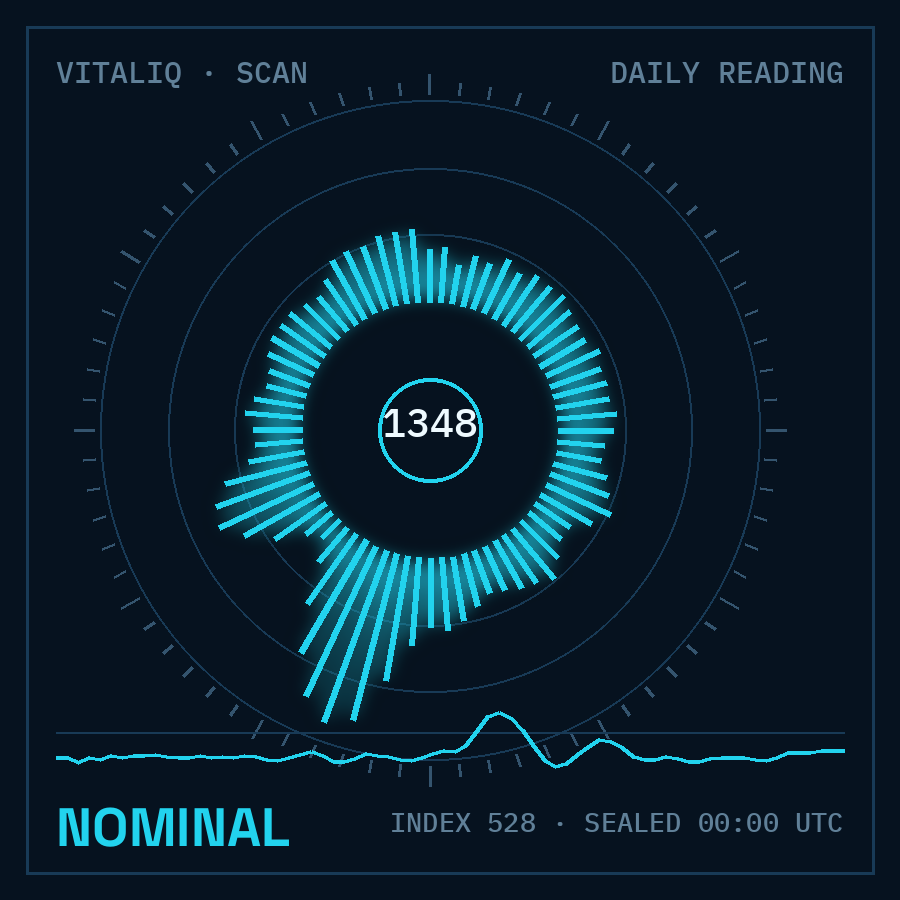 VITALIQ · SCAN
DAILY READING
1348
NOMINAL
INDEX 528 · SEALED 00:00 UTC